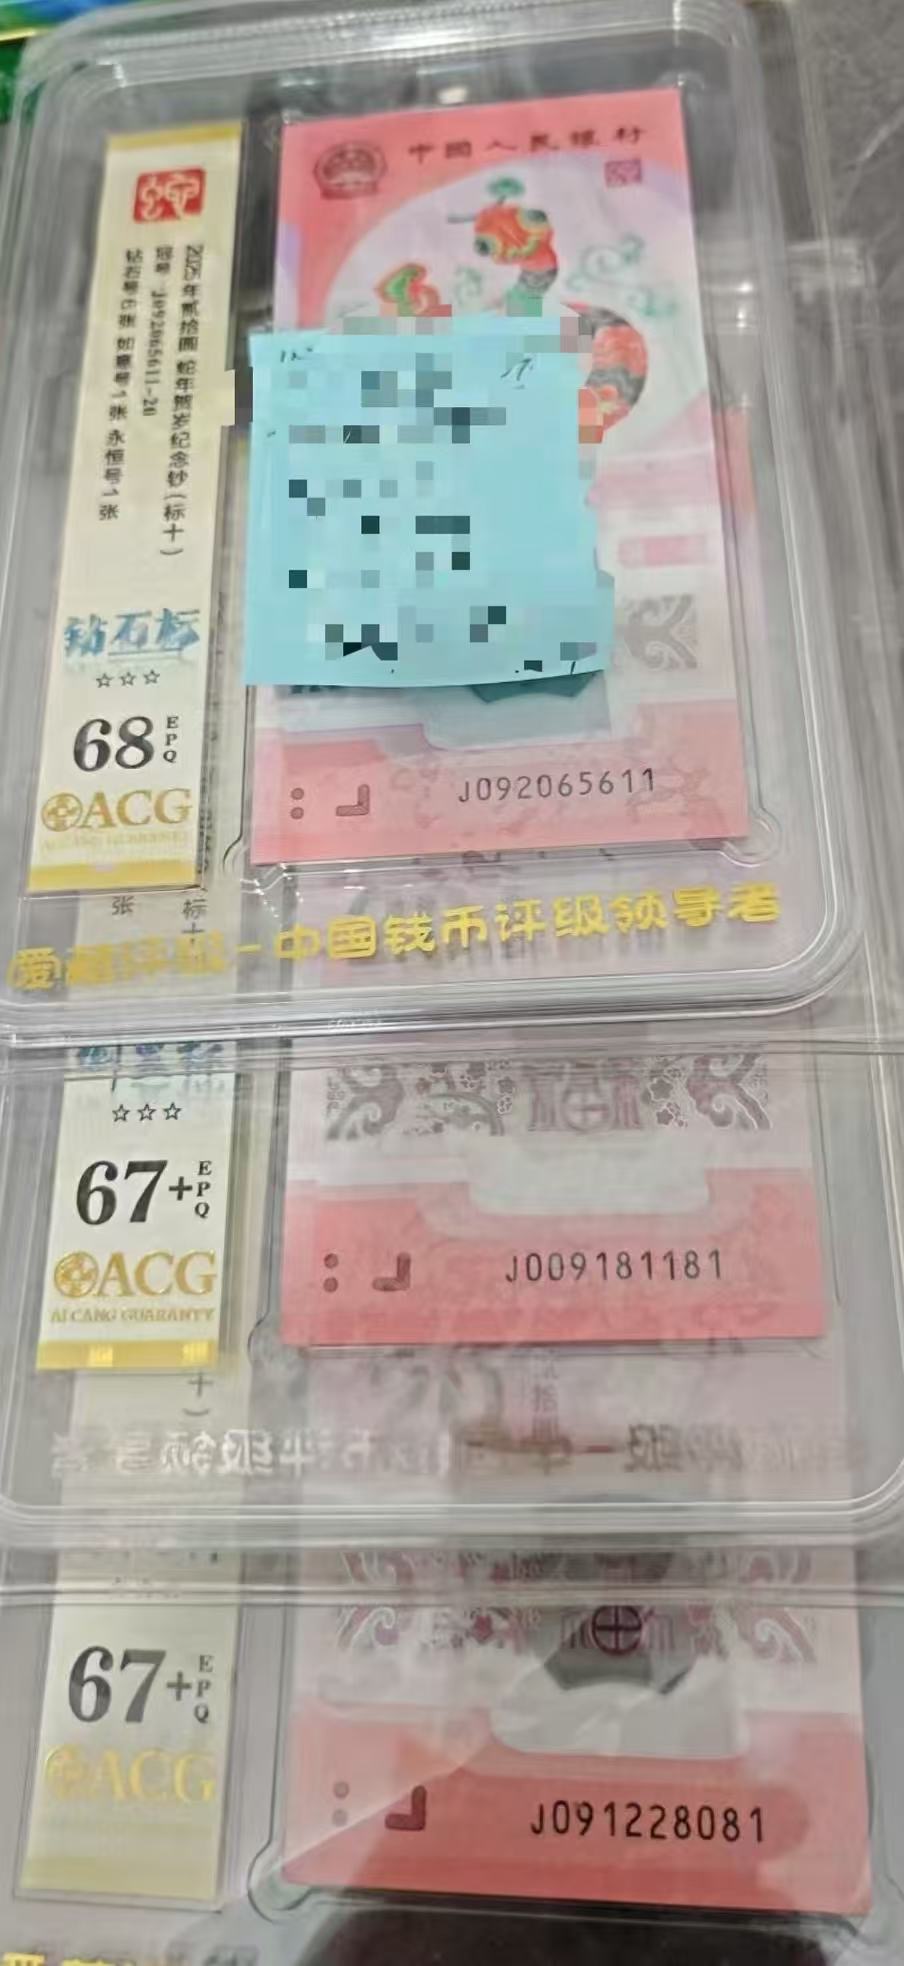 中国人民银行
2025年贰拾圆 蛇年贺岁纪念钞(标十)
冠号:J092065611-20
钻石号6张 如意号1张 永恒号1张
钻石标
☆☆☆
68 EPQ
ACG
J092065611
爱藏评级-中国钱币评级领导者
☆☆☆
67+ EPQ
ACG
AI CANG GUARANTY
J009181181
67+ EPQ
ACG
J091228081